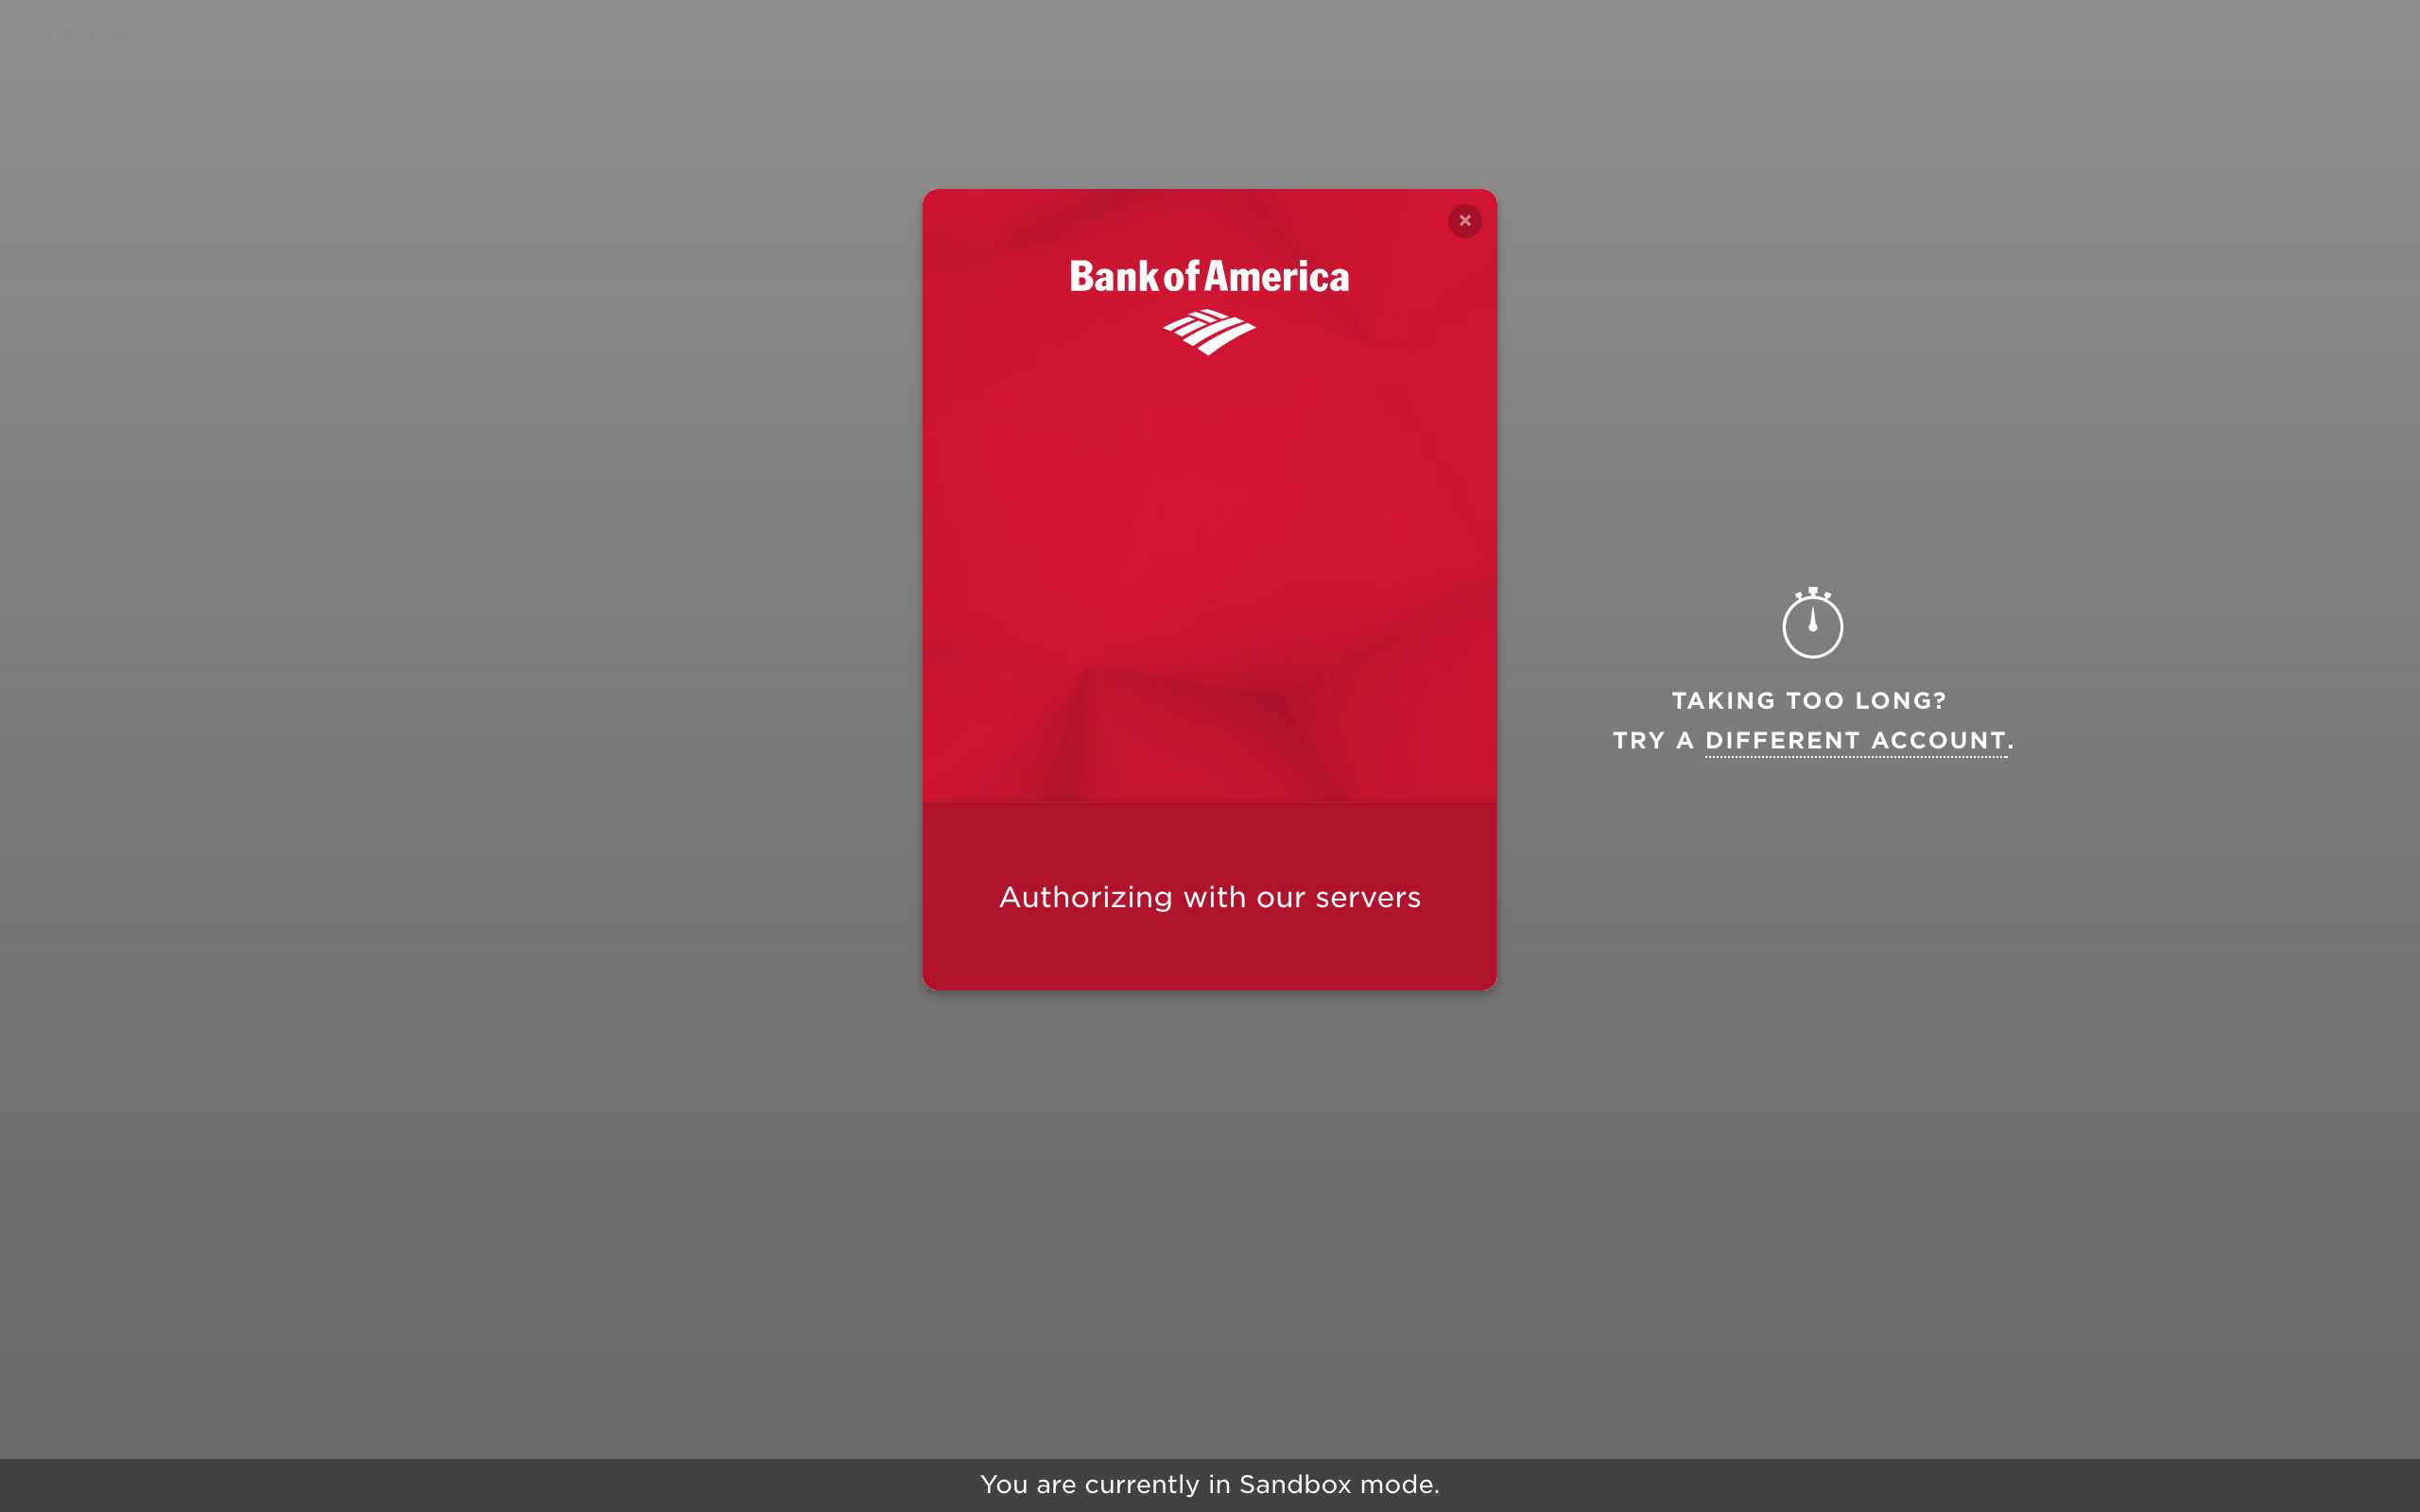 Open Link
Bank of America
Authorizing with our servers
TAKING TOO LONG?
TRY A DIFFERENT ACCOUNT.
You are currently in Sandbox mode.